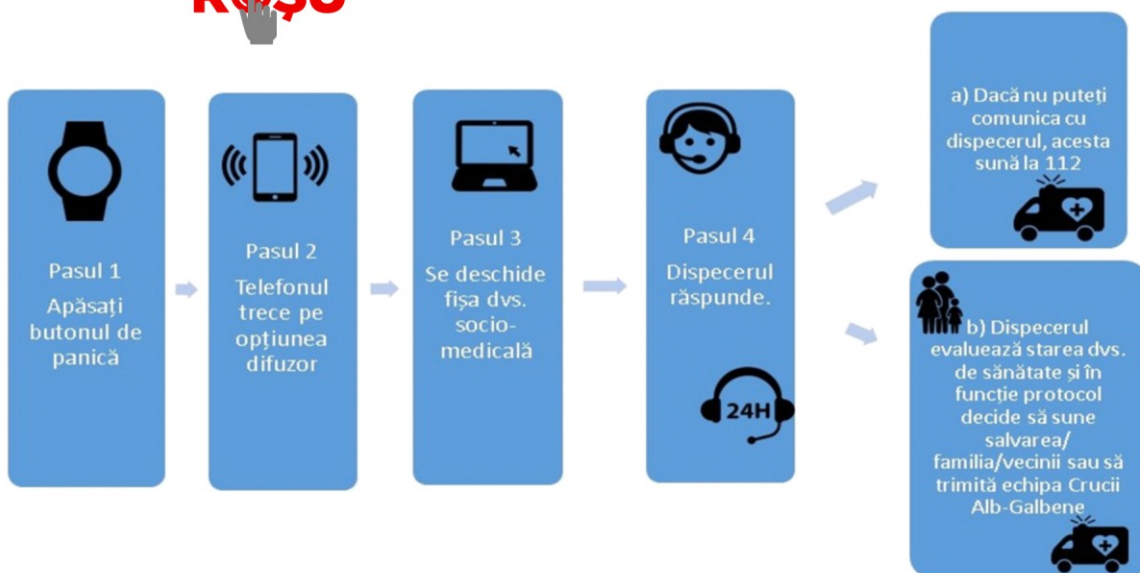 ROȘU
Pasul 1
Apăsați
butonul de
panică
Pasul 2
Telefonul
trece pe
opțiunea
difuzor
Pasul 3
Se deschide
fișa dvs.
socio-
medicală
Pasul 4
Dispecerul
răspunde.
24H
a) Dacă nu puteți
comunica cu
dispecerul, acesta
sună la 112
b) Dispecerul
evaluează starea dvs.
de sănătate și în
funcție protocol
decide să sune
salvarea/
familia/vecinii sau să
trimită echipa Crucii
Alb-Galbene